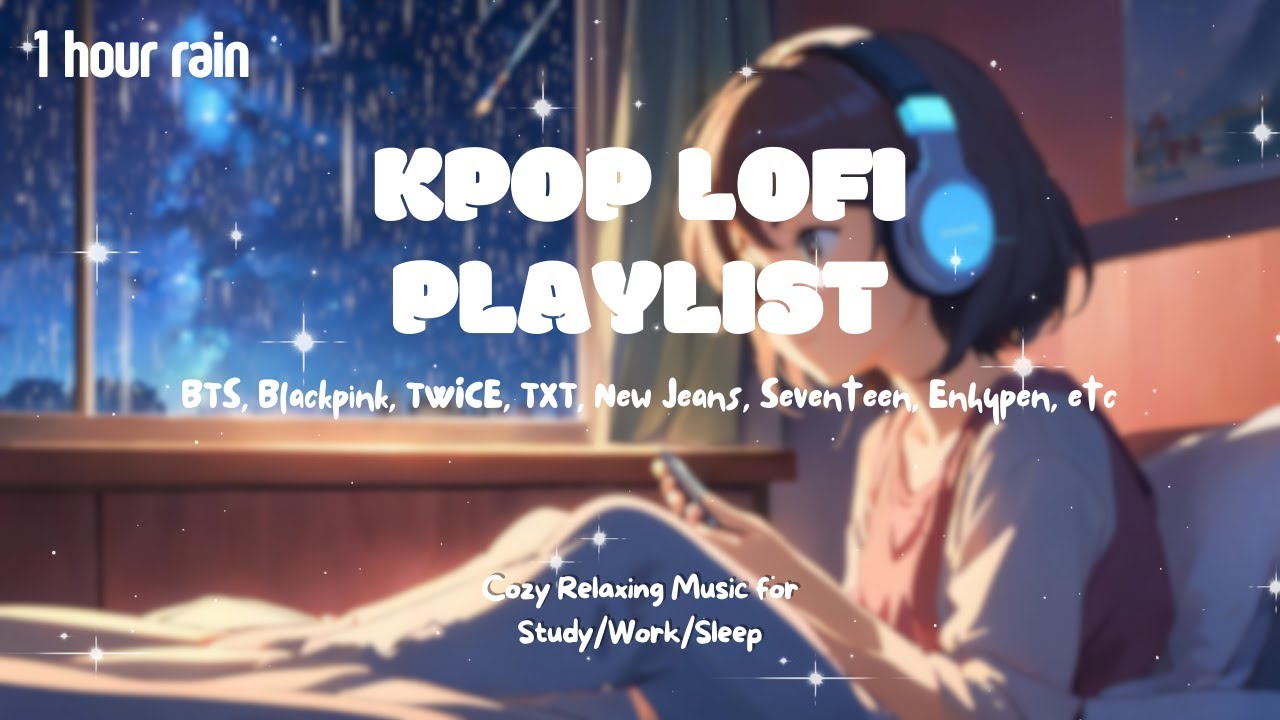 1 hour rain
KPOP LOFI
PLAYLIST
BTS, Blackpink, TWiCE, TXT, New Jeans, Seventeen, Enhypen, etc
Cozy Relaxing Music for
Study/Work/Sleep